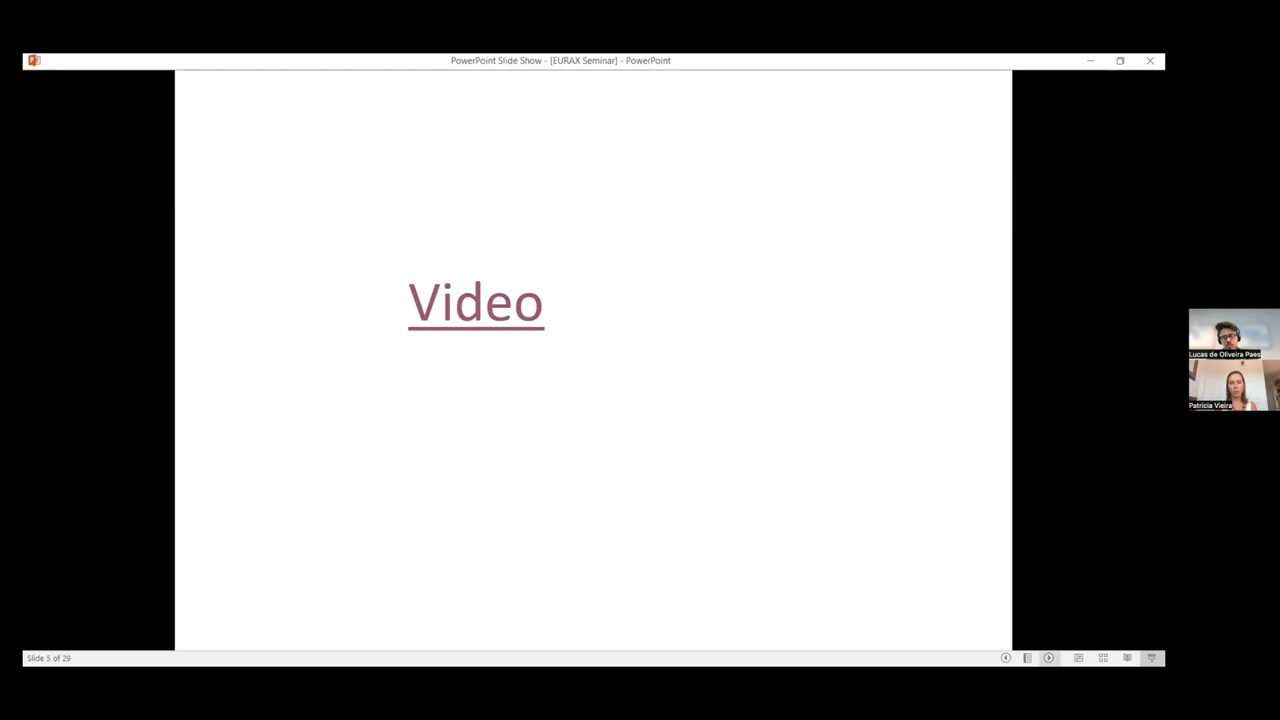 PowerPoint Slide Show - [EURAX Seminar] - PowerPoint
Video
Lucas de Oliveira Paes
Patricia Vieira
Slide 5 of 29